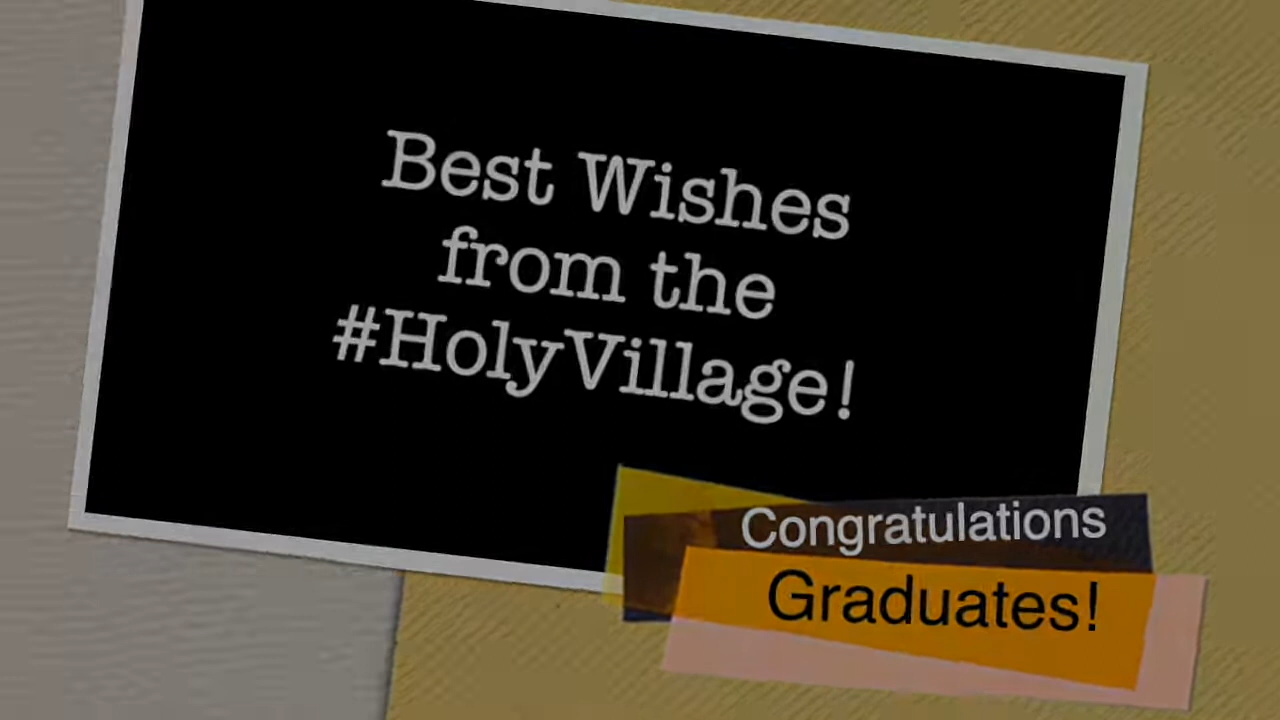 Best Wishes
from the
#HolyVillage!
Congratulations
Graduates!